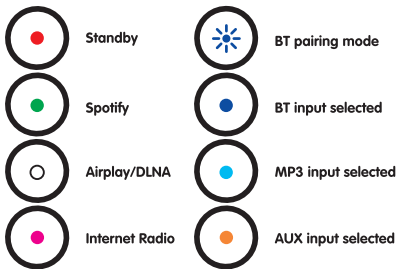 Standby
BT pairing mode
Spotify
BT input selected
Airplay/DLNA
MP3 input selected
Internet Radio
AUX input selected